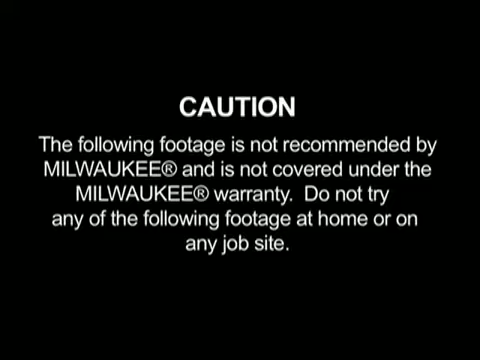 CAUTION
The following footage is not recommended by
MILWAUKEE® and is not covered under the
MILWAUKEE® warranty.  Do not try
any of the following footage at home or on
any job site.